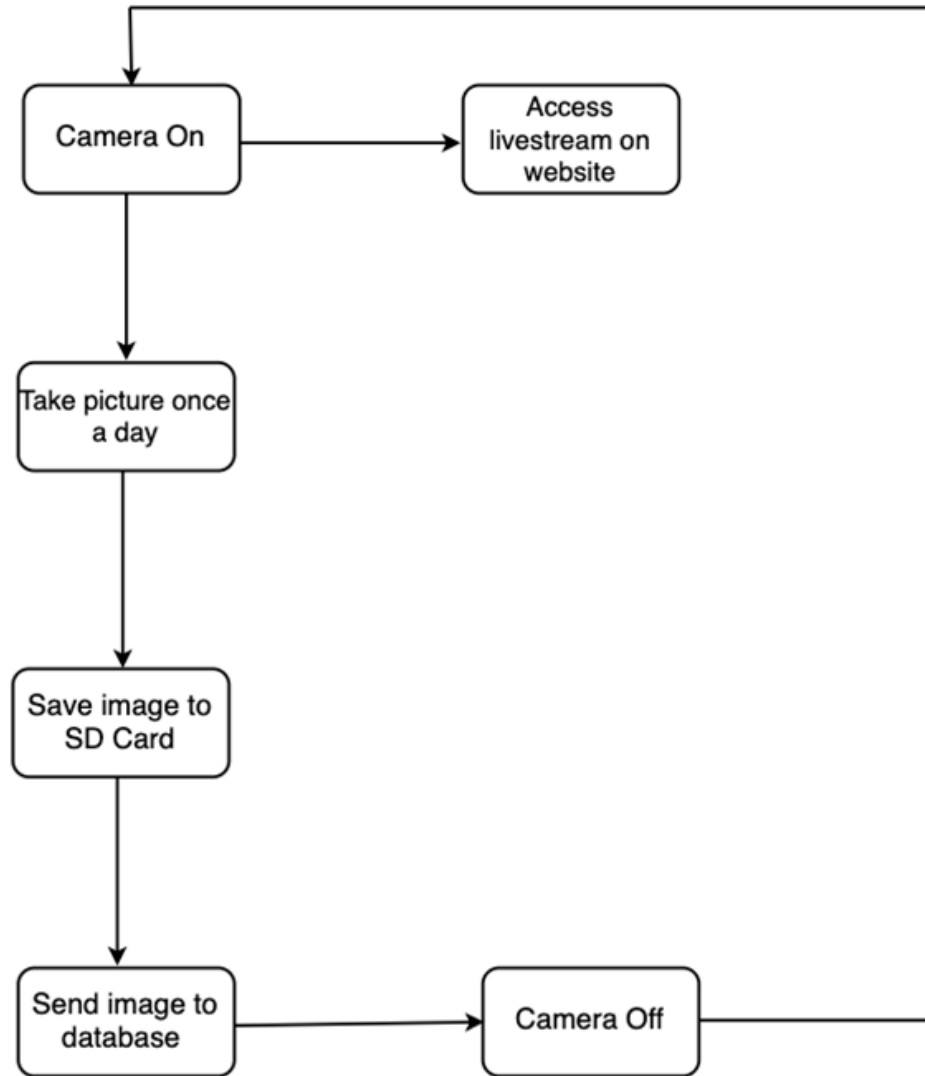 Camera On
Access
livestream on
website
Take picture once
a day
Save image to
SD Card
Send image to
database
Camera Off